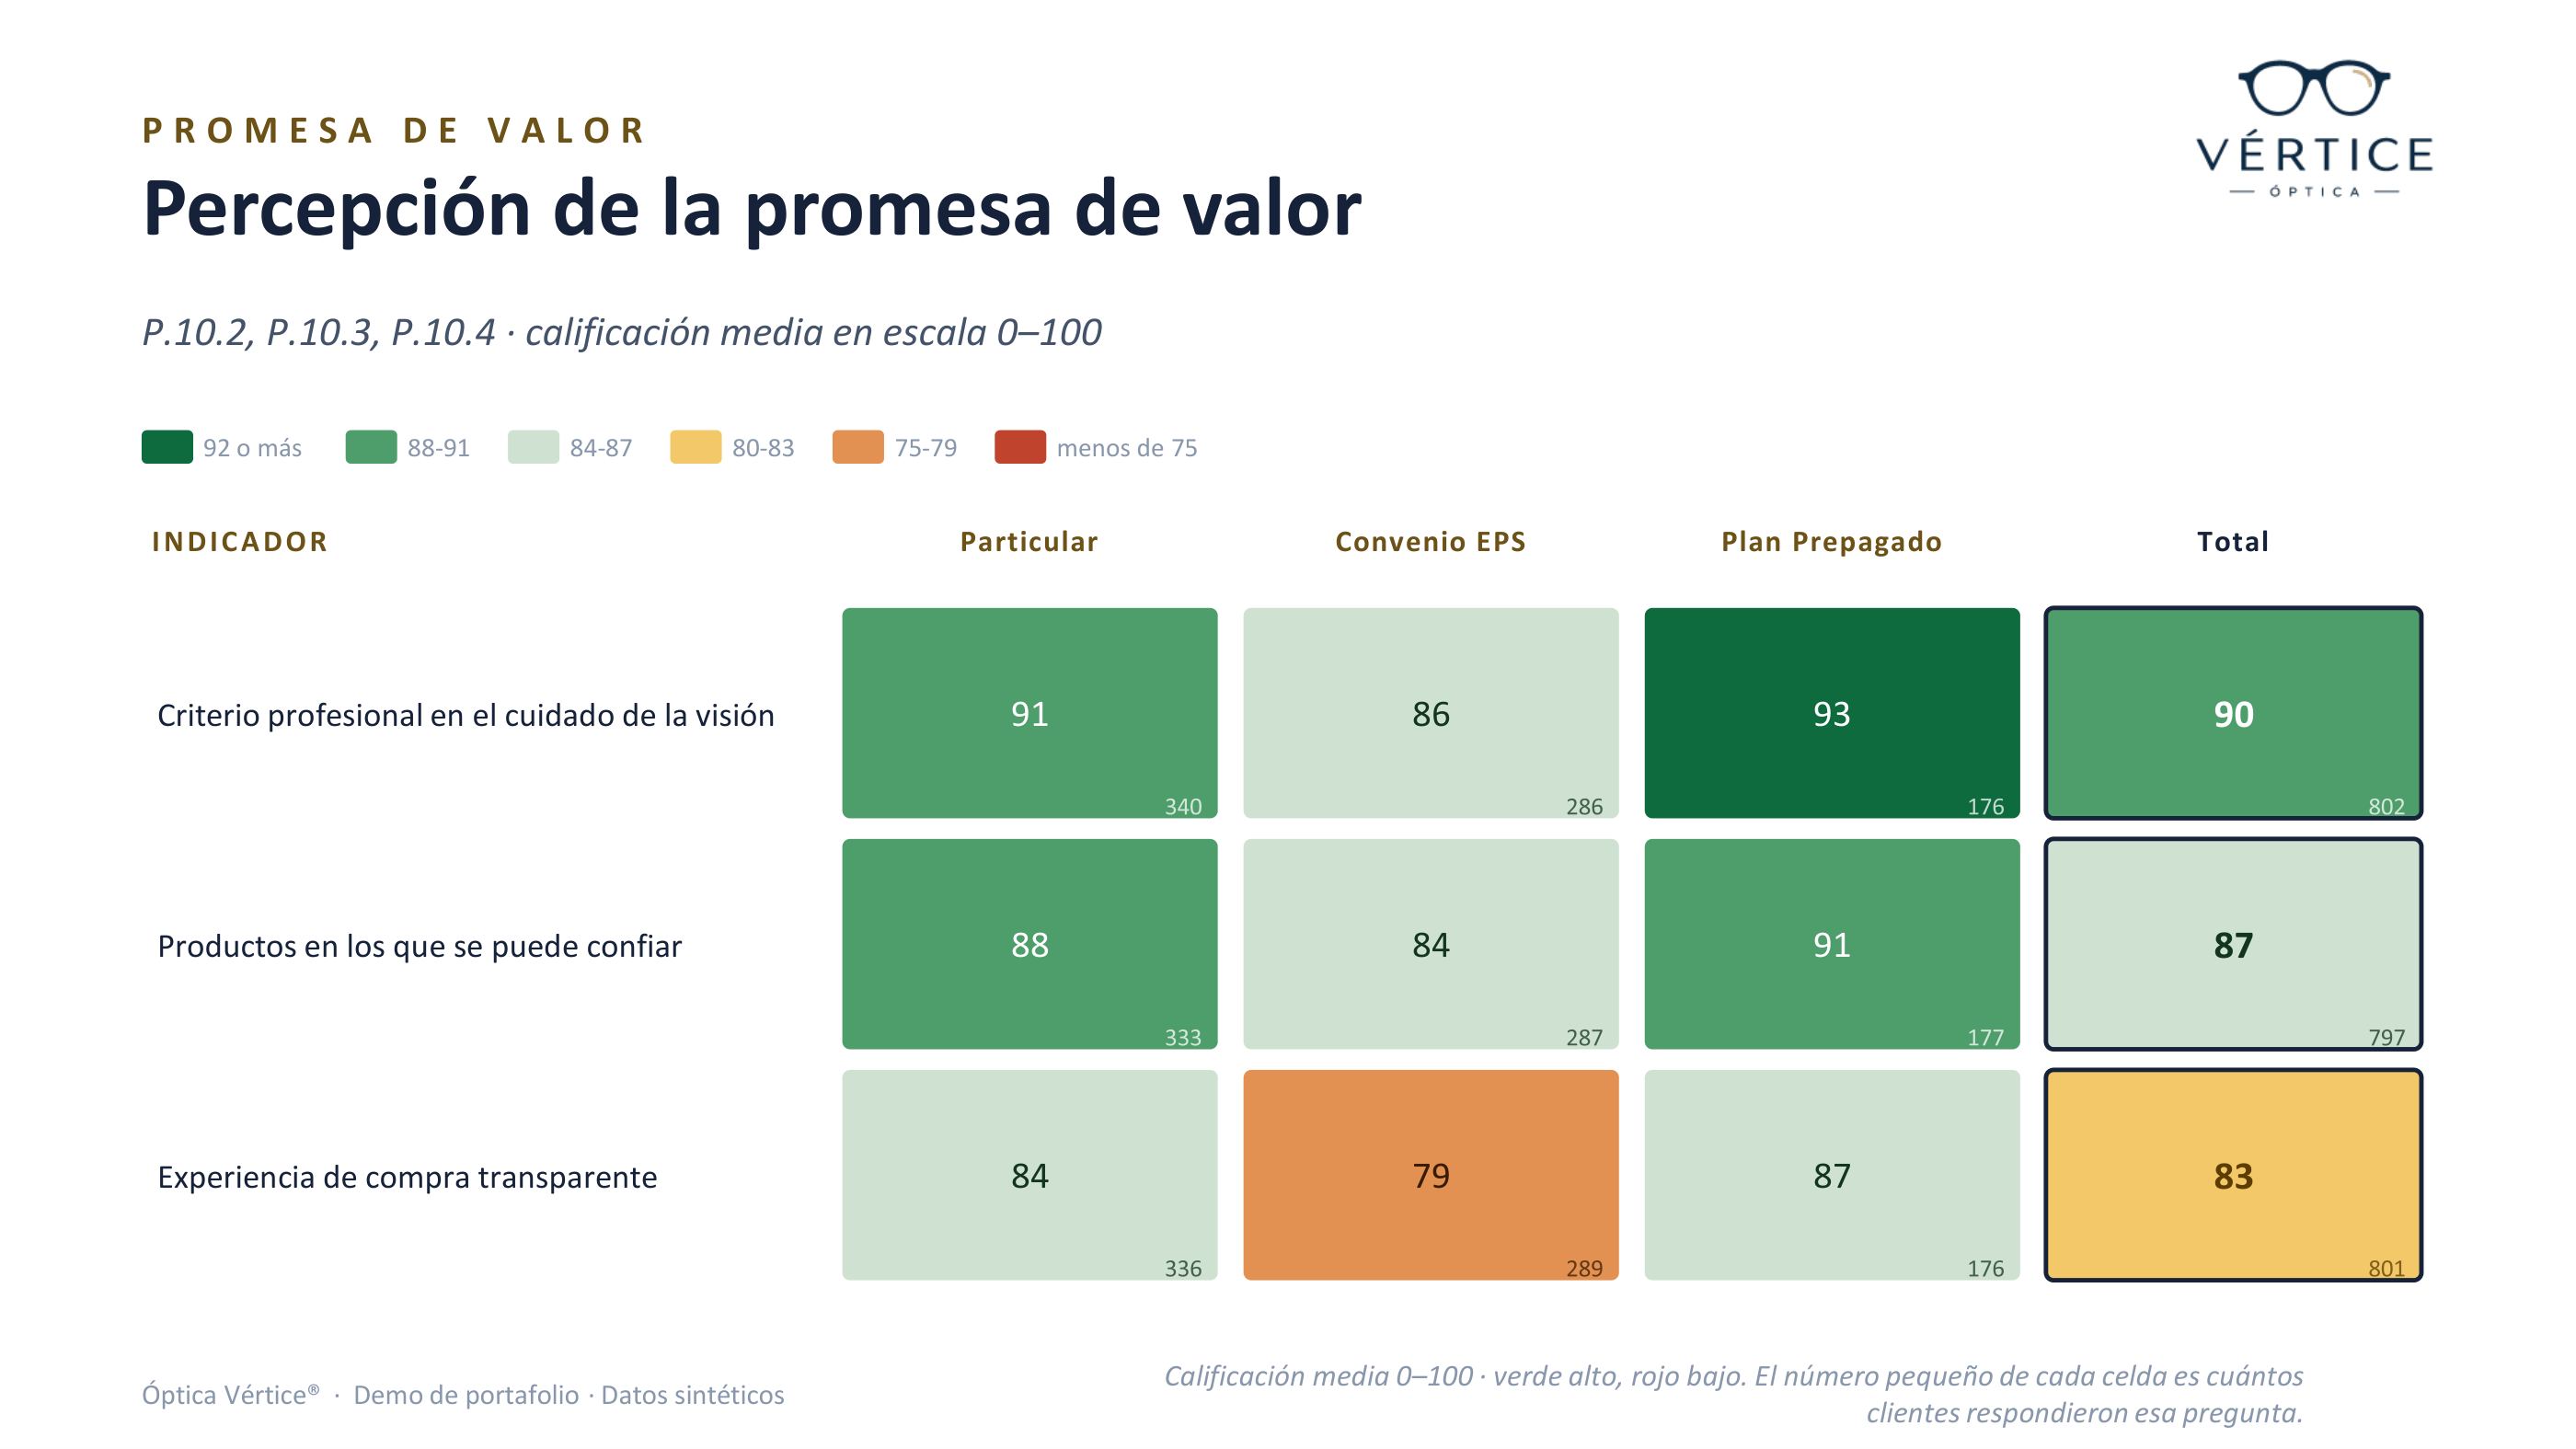 PROMESA DE VALOR
Percepción de la promesa de valor
VÉRTICE
ÓPTICA
P.10.2, P.10.3, P.10.4 · calificación media en escala 0–100
92 o más 88-91 84-87 80-83 75-79 menos de 75
INDICADOR Particular Convenio EPS Plan Prepagado Total
Criterio profesional en el cuidado de la visión 91 86 93 90
340 286 176 802
Productos en los que se puede confiar 88 84 91 87
333 287 177 797
Experiencia de compra transparente 84 79 87 83
336 289 176 801
Óptica Vértice® · Demo de portafolio · Datos sintéticos
Calificación media 0–100 · verde alto, rojo bajo. El número pequeño de cada celda es cuántos
clientes respondieron esa pregunta.